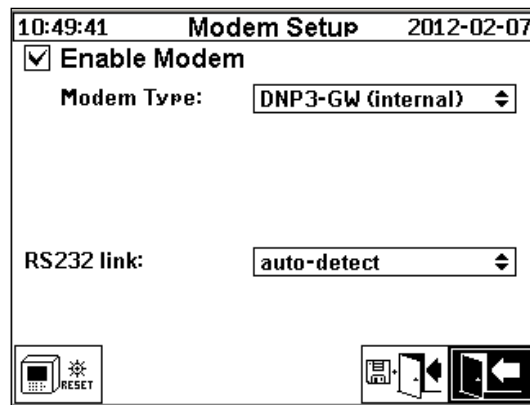 10:49:41 Modem Setup 2012-02-07
Enable Modem
Modem Type: DNP3-GW (internal)
RS232 link: auto-detect
RESET